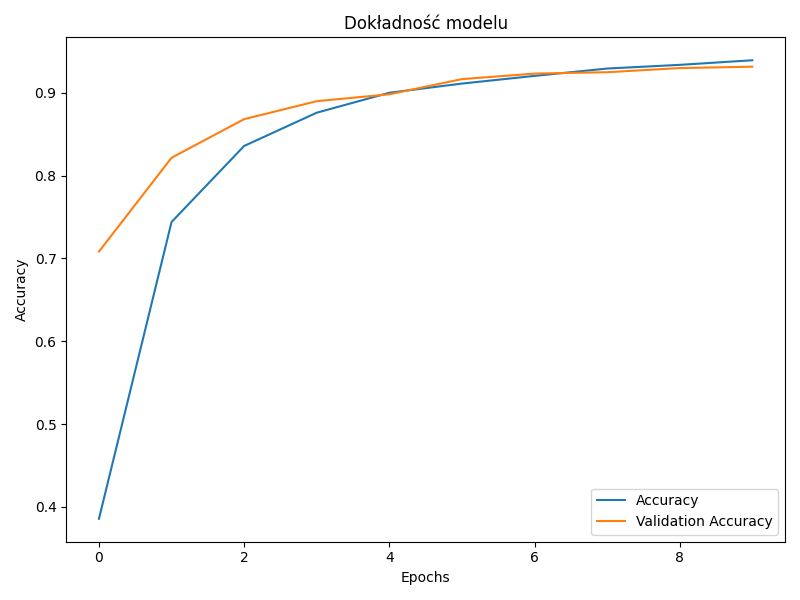 Dokładność modelu
Accuracy
0.9
0.8
0.7
0.6
0.5
0.4
0 2 4 6 8
Epochs
Accuracy
Validation Accuracy